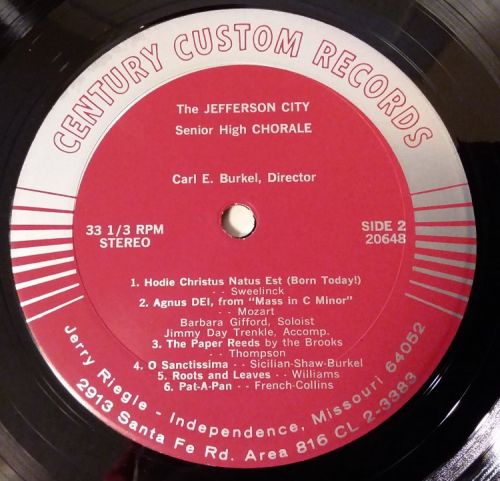 CENTURY CUSTOM RECORDS
The JEFFERSON CITY
Senior High CHORALE
Carl E. Burkel, Director
33 1/3 RPM
STEREO
SIDE 2
20648
1. Hodie Christus Natus Est (Born Today!)
- - Sweelinck
2. Agnus DEI, from "Mass in C Minor"
- - Mozart
Barbara Gifford, Soloist
Jimmy Day Trenkle, Accomp.
3. The Paper Reeds by the Brooks
- - Thompson
4. O Sanctissima - - Sicilian-Shaw-Burkel
5. Roots and Leaves - - Williams
6. Pat-A-Pan - - French-Collins
Jerry Riegle - Independence, Missouri 64052
2913 Santa Fe Rd. Area 816 CL 2-3383